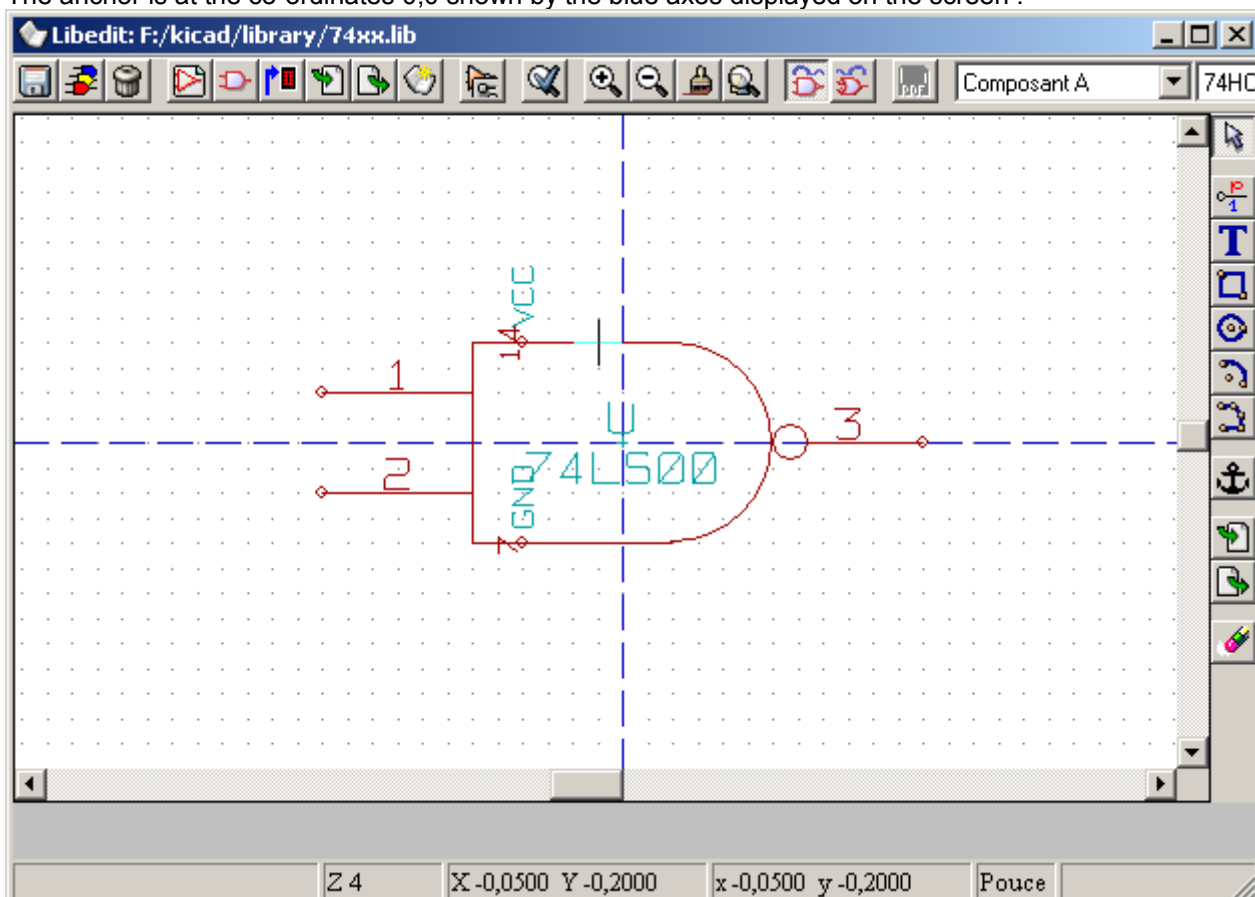 The anchor is at the co-ordinates 0,0 shown by the blue axes displayed on the screen .
Libedit: F:/kicad/library/74xx.lib
PDF
Composant A
74HC
VCC
14
1
U
3
74LS00
2
GND
7
Z 4
X -0,0500 Y -0,2000
x -0,0500 y -0,2000
Pouce